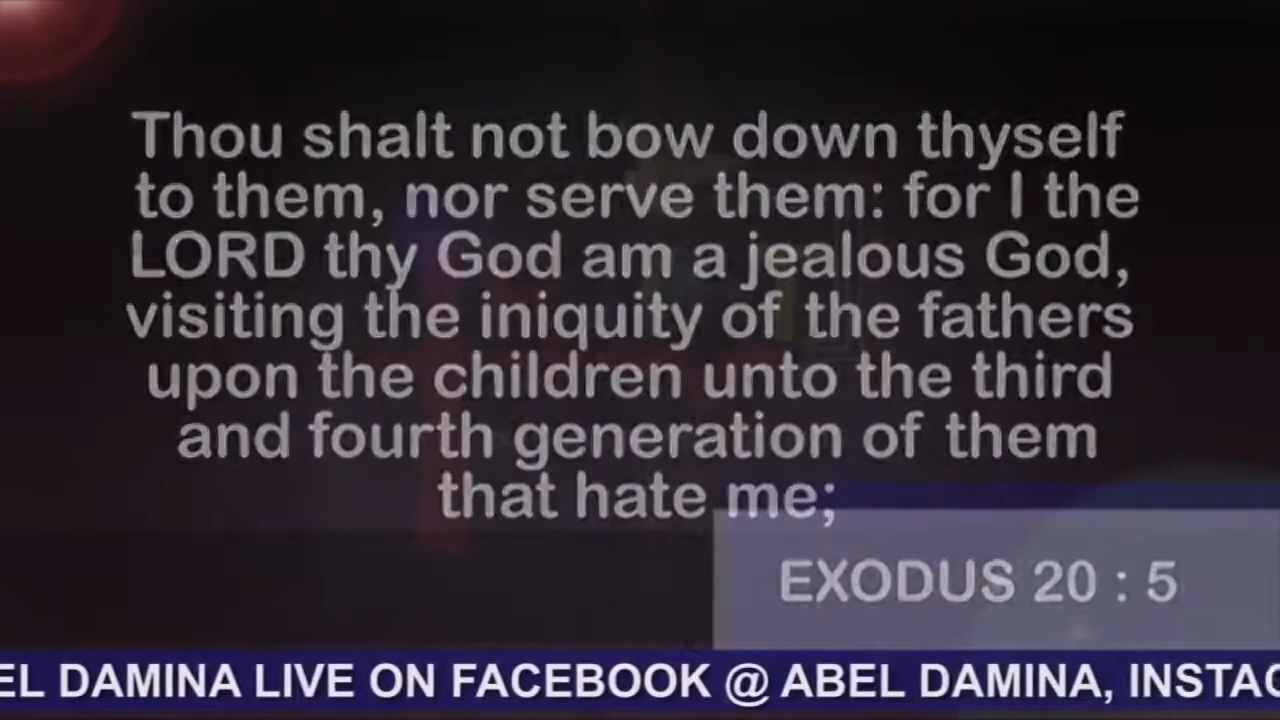 Thou shalt not bow down thyself
to them, nor serve them: for I the
LORD thy God am a jealous God,
visiting the iniquity of the fathers
upon the children unto the third
and fourth generation of them
that hate me;
EXODUS 20 : 5
EL DAMINA LIVE ON FACEBOOK @ ABEL DAMINA, INSTAG